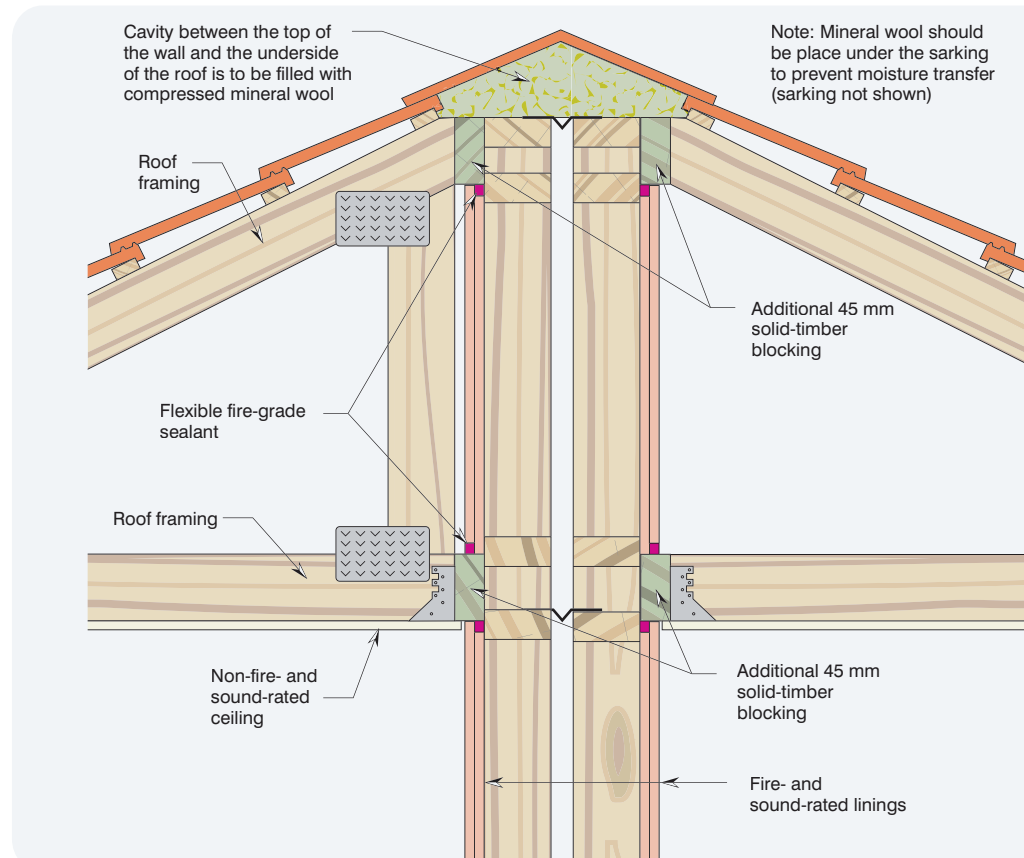 Cavity between the top of
the wall and the underside
of the roof is to be filled with
compressed mineral wool
Note: Mineral wool should
be place under the sarking
to prevent moisture transfer
(sarking not shown)
Roof
framing
Additional 45 mm
solid-timber
blocking
Flexible fire-grade
sealant
Roof framing
Non-fire- and
sound-rated
ceiling
Additional 45 mm
solid-timber
blocking
Fire- and
sound-rated linings